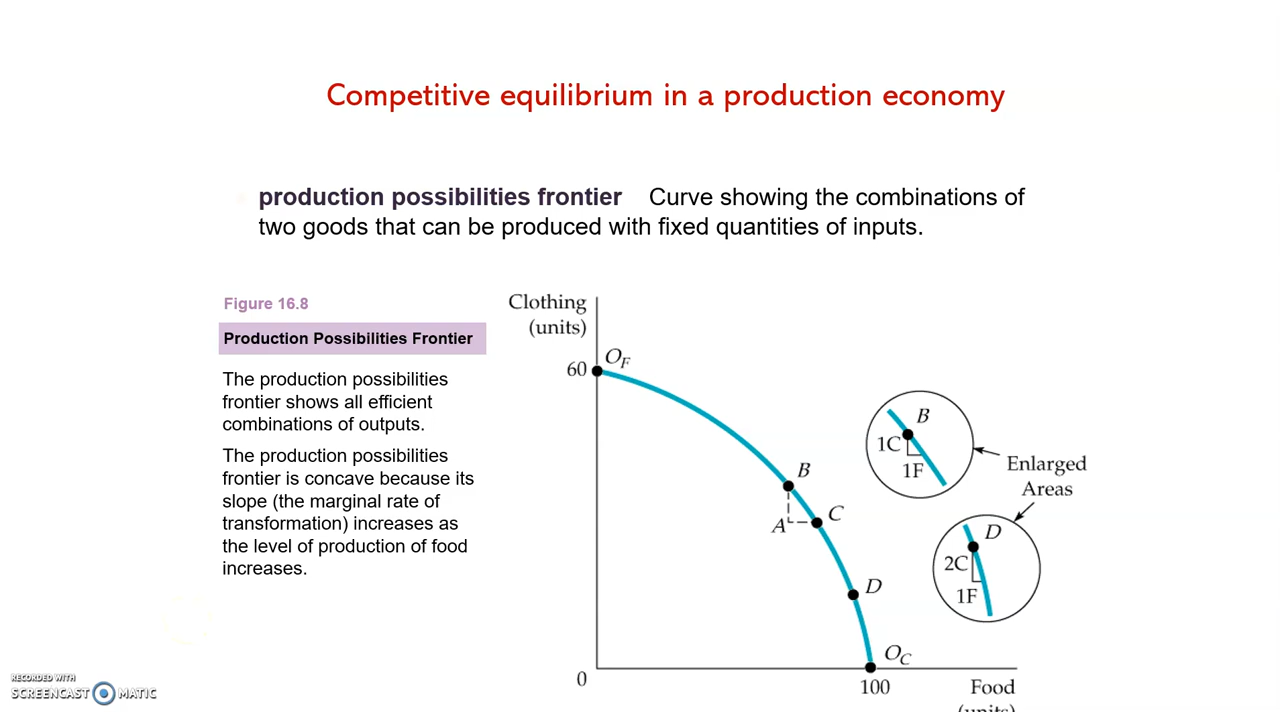 Competitive equilibrium in a production economy
production possibilities frontier Curve showing the combinations of
two goods that can be produced with fixed quantities of inputs.
Figure 16.8
Production Possibilities Frontier
The production possibilities
frontier shows all efficient
combinations of outputs.
The production possibilities
frontier is concave because its
slope (the marginal rate of
transformation) increases as
the level of production of food
increases.
Clothing
(units)
60
O_F
B
A
C
D
O_C
0
100
Food
(units)
B
1C
1F
Enlarged
Areas
D
2C
1F
RECORDED WITH
SCREENCAST MATIC